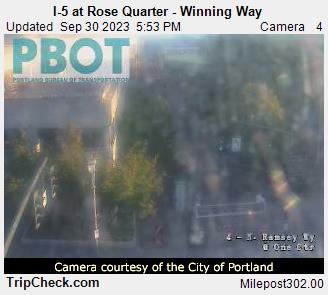 I-5 at Rose Quarter - Winning Way
Updated Sep 30 2023 5:53 PM Camera 4
PBOT
PORTLAND BUREAU OF TRANSPORTATION
4 - N. Ramsey Wy
@ One Ctr
Camera courtesy of the City of Portland
TripCheck.com Milepost302.00